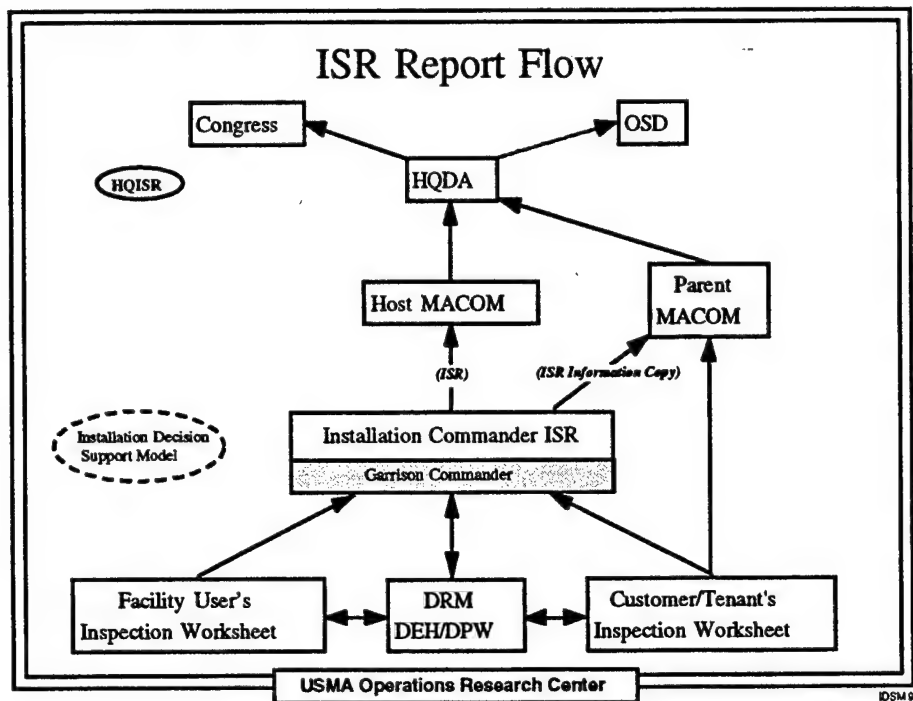 ISR Report Flow
Congress
OSD
HQISR
HQDA
Parent
MACOM
Host MACOM
(ISR)
(ISR Information Copy)
Installation Commander ISR
Installation Decision
Support Model
Garrison Commander
Facility User's
Inspection Worksheet
DRM
DEH/DPW
Customer/Tenant's
Inspection Worksheet
USMA Operations Research Center
IDSM 9